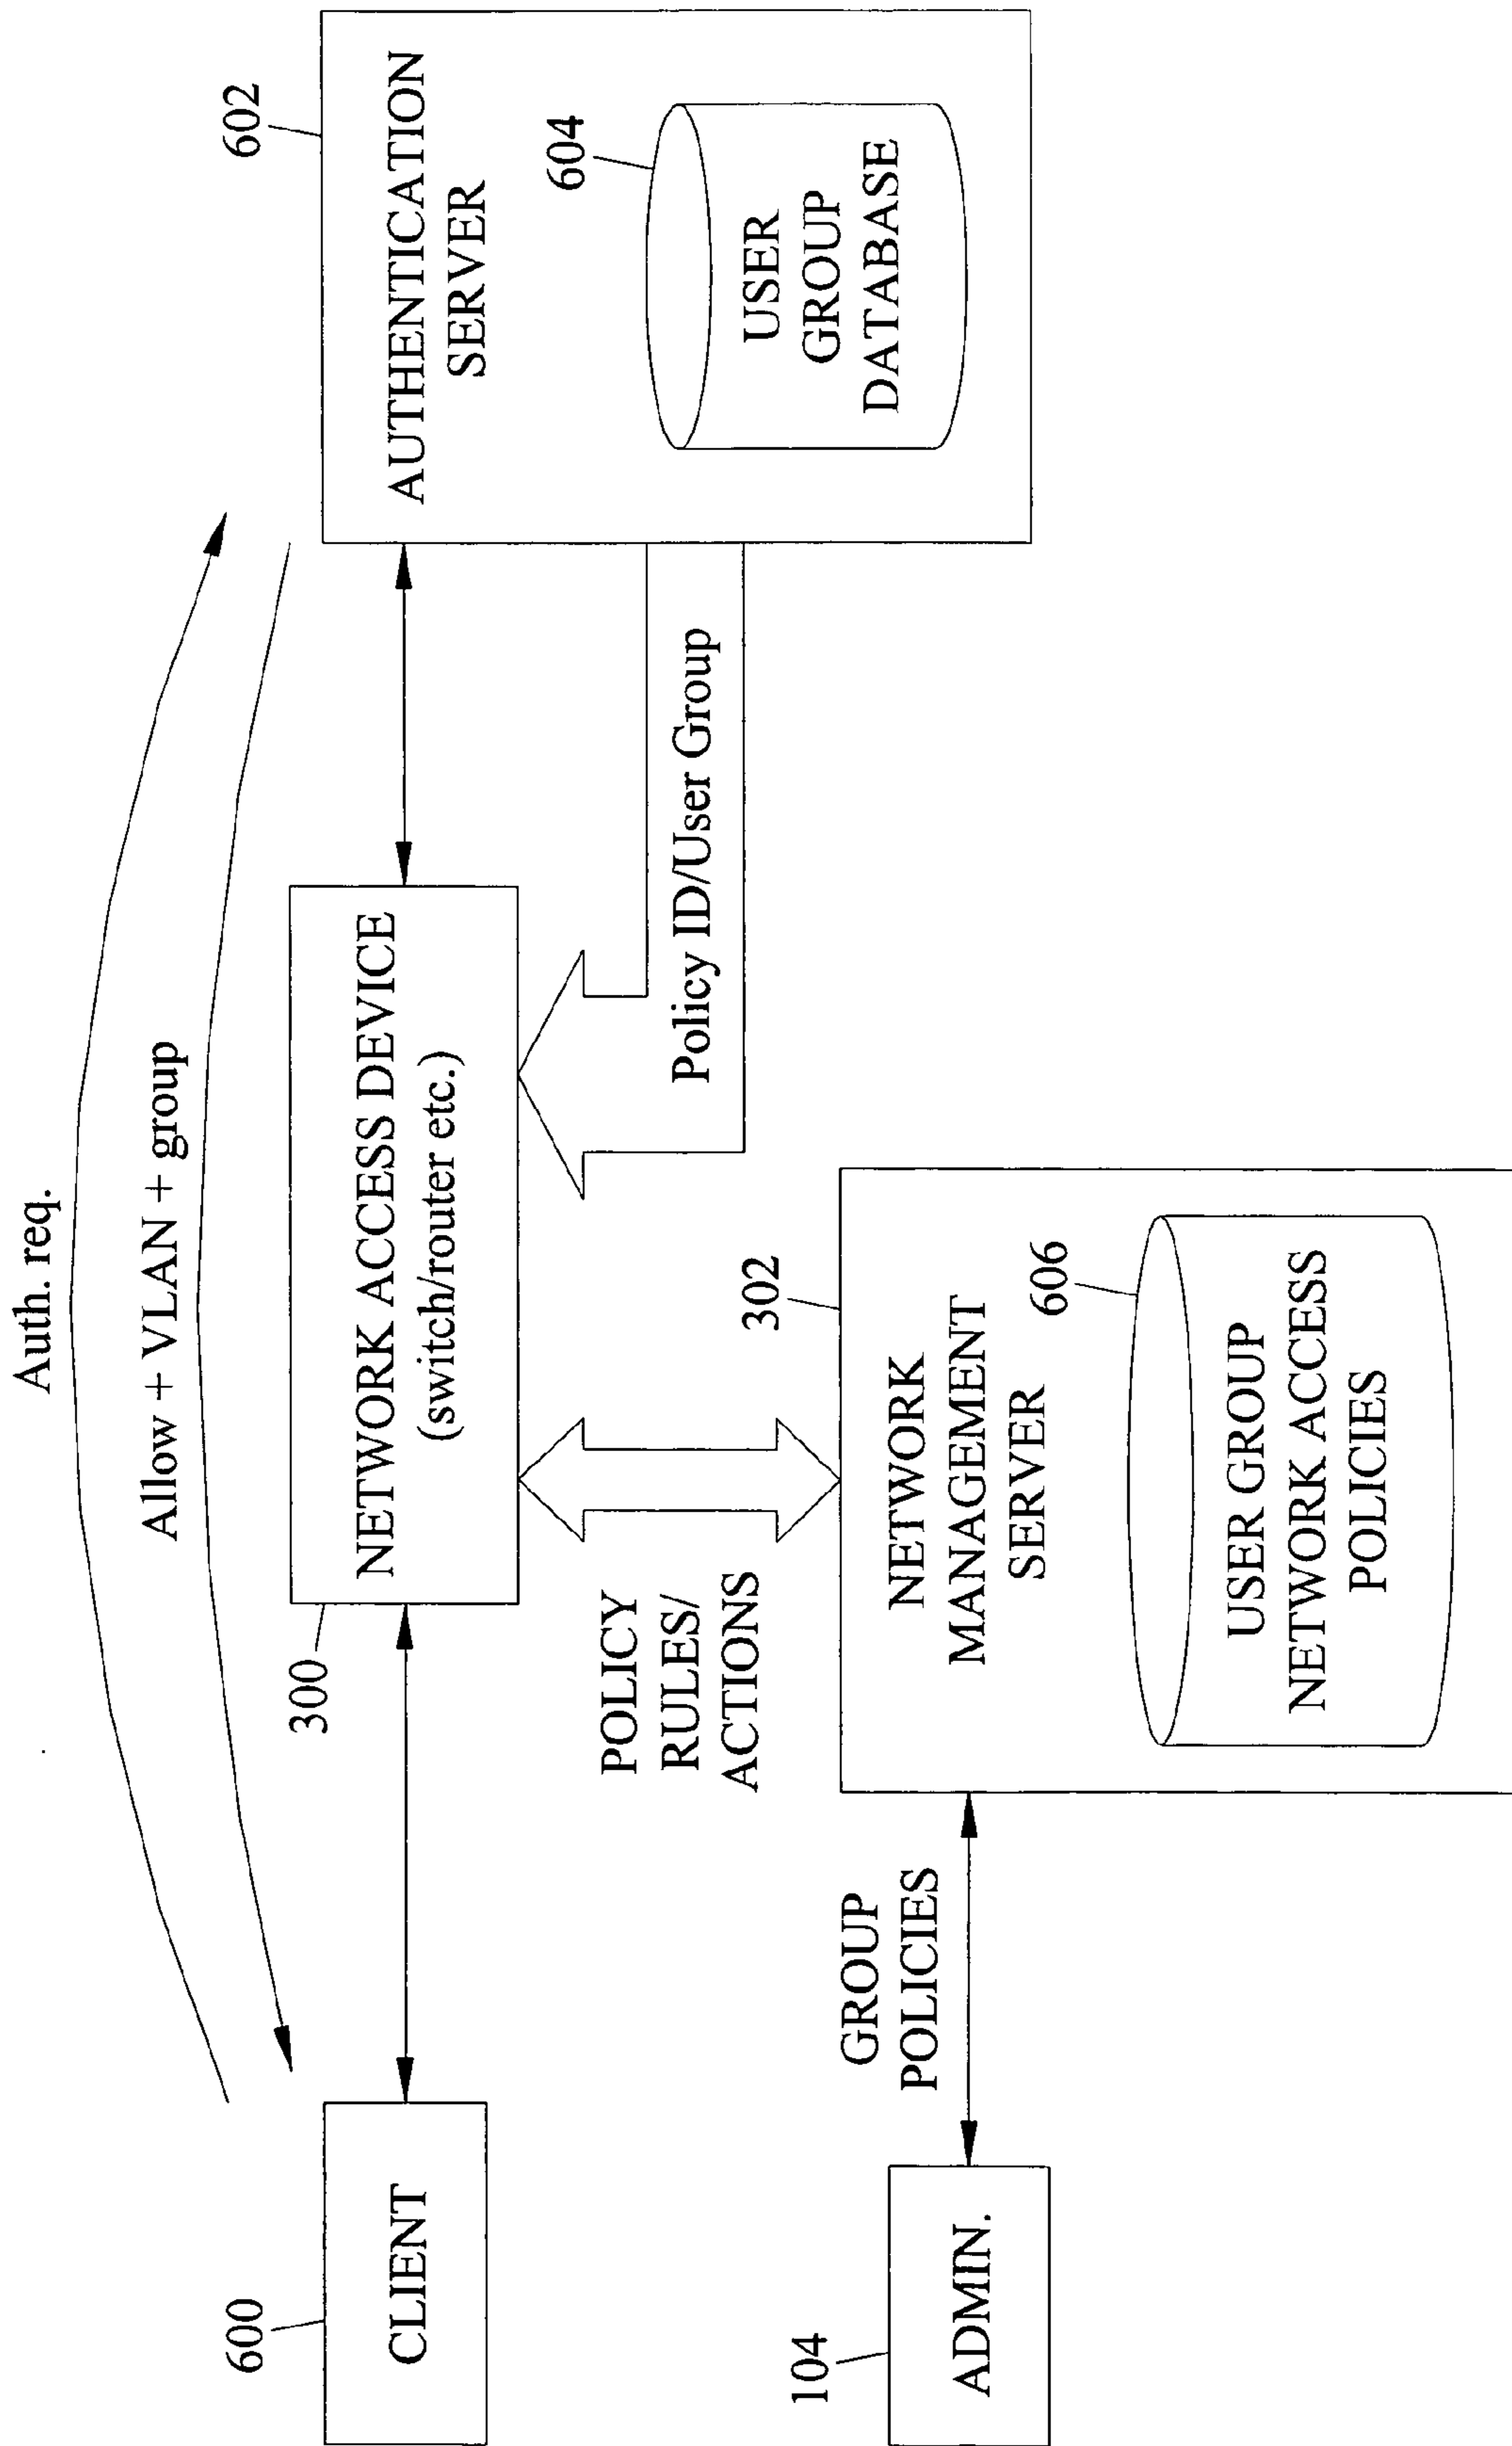 Auth. req.
Allow + VLAN + group
600
CLIENT
300
NETWORK ACCESS DEVICE
(switch/router etc.)
602
AUTHENTICATION
SERVER
604
USER
GROUP
DATABASE
Policy ID/User Group
POLICY
RULES/
ACTIONS
104
ADMIN.
GROUP
POLICIES
302
NETWORK
MANAGEMENT
SERVER
606
USER GROUP
NETWORK ACCESS
POLICIES